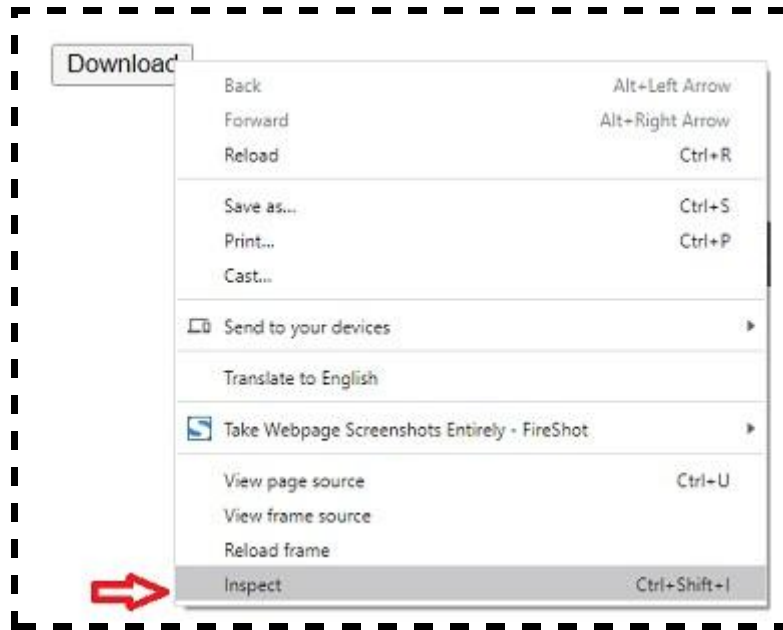 Download
Back Alt+Left Arrow
Forward Alt+Right Arrow
Reload Ctrl+R
Save as... Ctrl+S
Print... Ctrl+P
Cast...
Send to your devices
Translate to English
Take Webpage Screenshots Entirely - FireShot
View page source Ctrl+U
View frame source
Reload frame
Inspect Ctrl+Shift+I